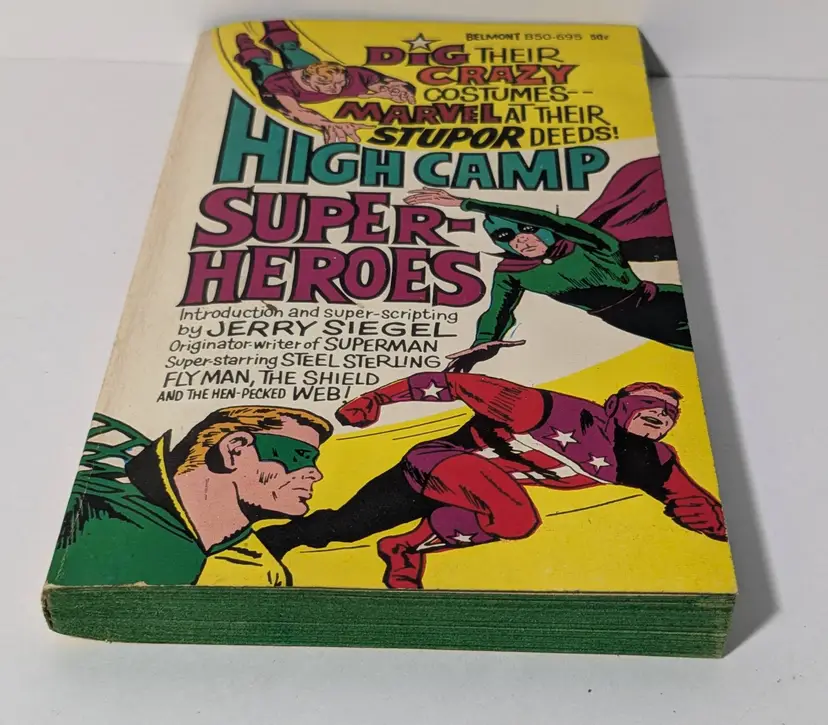 BELMONT B50-695 50¢
DIG THEIR
CRAZY
COSTUMES--
MARVEL AT THEIR
STUPOR DEEDS!
HIGH CAMP
SUPER-
HEROES
Introduction and super-scripting
by JERRY SIEGEL
Originator-writer of SUPERMAN
Super-starring STEEL STERLING
FLY MAN, THE SHIELD
AND THE HEN-PECKED WEB!